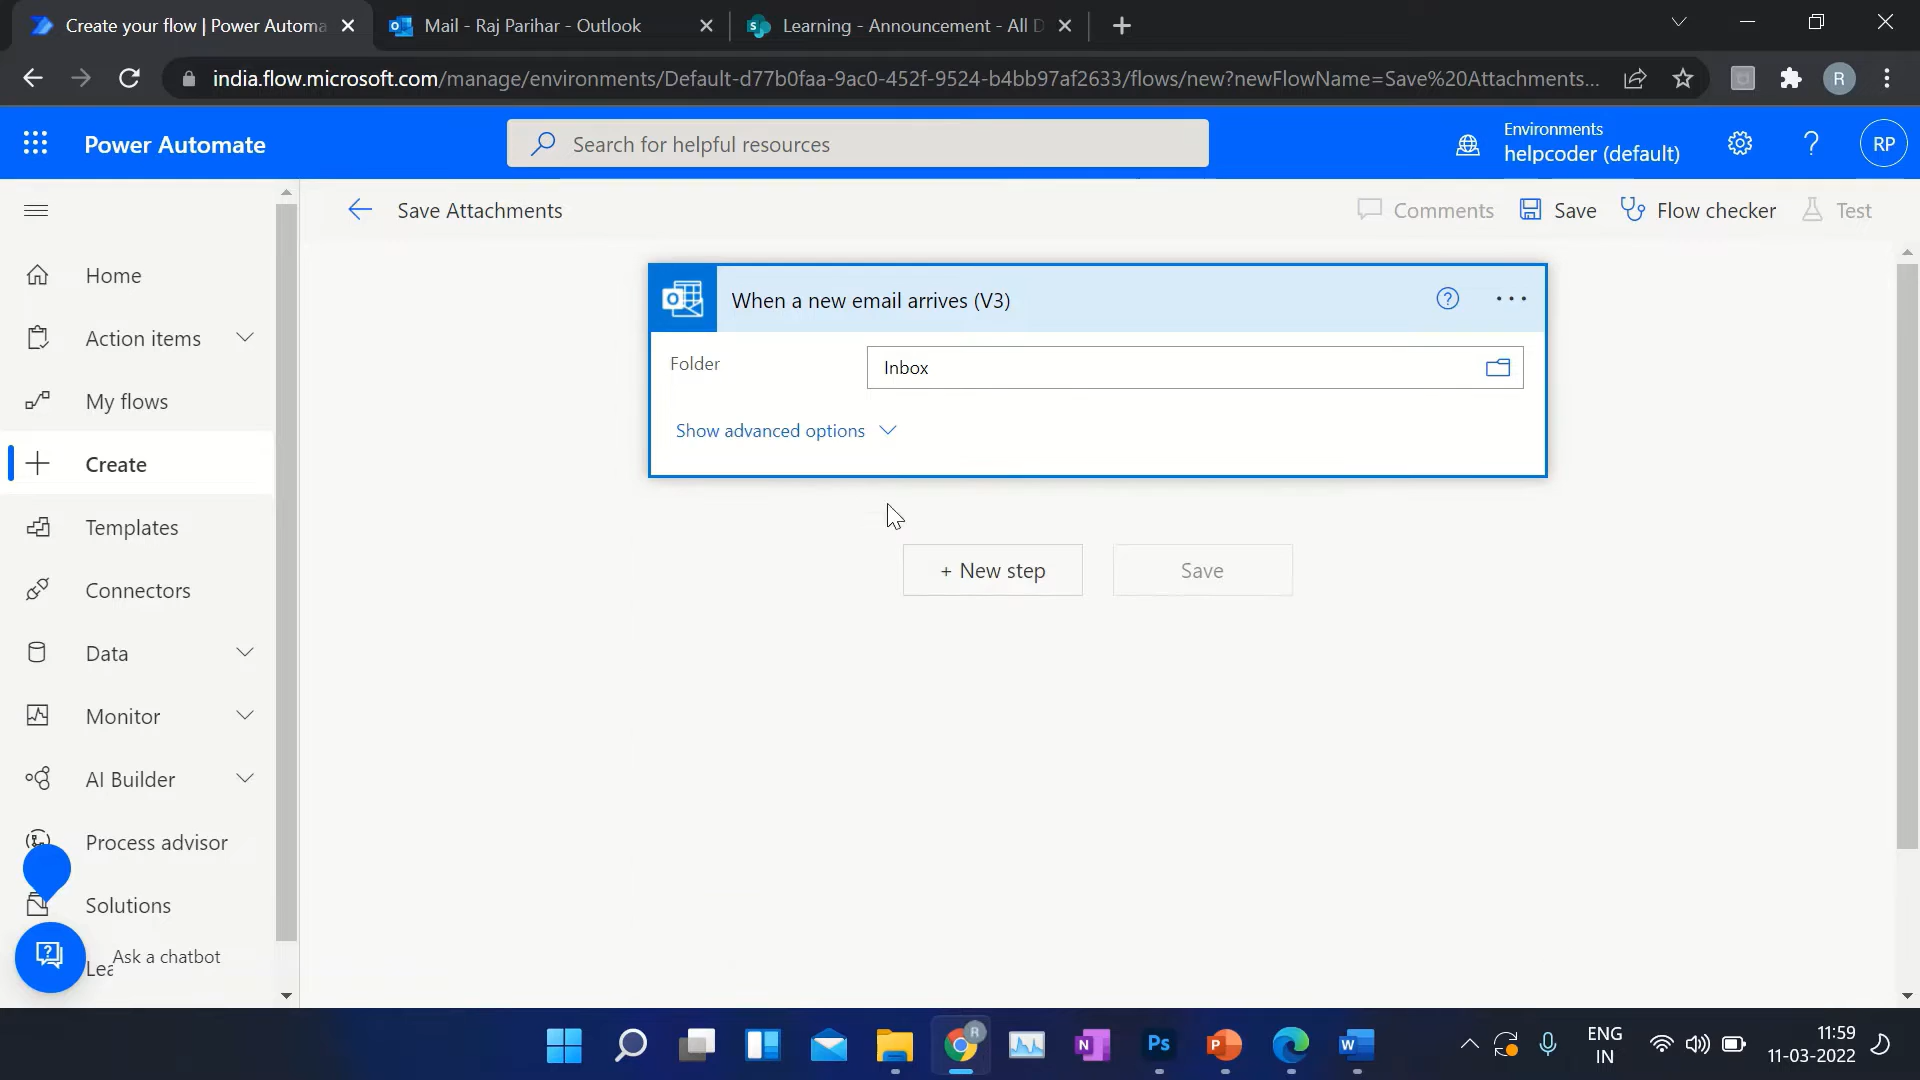 Create your flow | Power Automa
Mail - Raj Parihar - Outlook
Learning - Announcement - All D
india.flow.microsoft.com/manage/environments/Default-d77b0faa-9ac0-452f-9524-b4bb97af2633/flows/new?newFlowName=Save%20Attachments...
R
Power Automate
Search for helpful resources
Environments
helpcoder (default)
RP
Save Attachments
Comments
Save
Flow checker
Test
Home
Action items
My flows
Create
Templates
Connectors
Data
Monitor
AI Builder
Process advisor
Solutions
Lea
Ask a chatbot
When a new email arrives (V3)
Folder
Inbox
Show advanced options
+ New step
Save
ENG
IN
11:59
11-03-2022